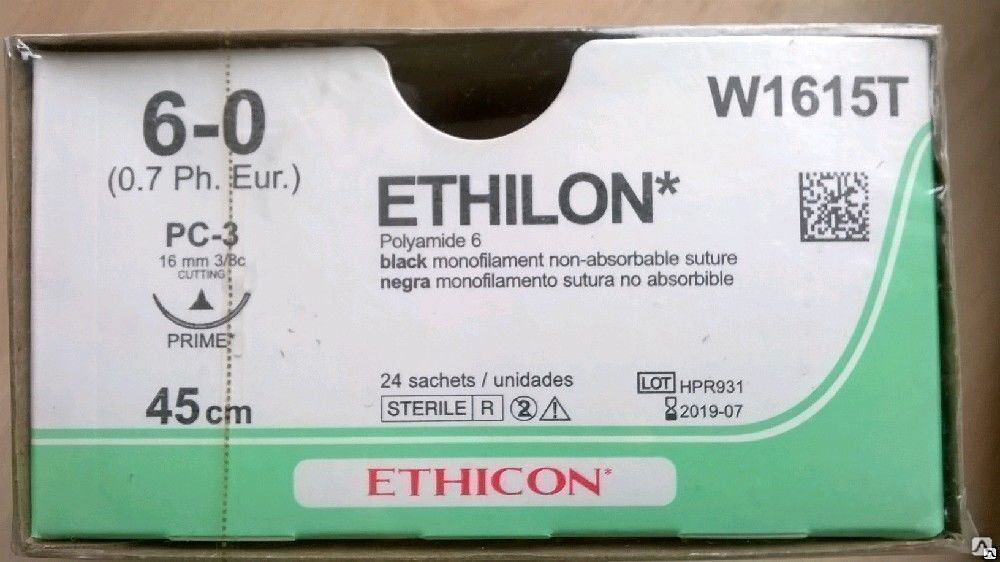 6-0
(0.7 Ph. Eur.)
PC-3
16 mm 3/8c
CUTTING
PRIME*
45cm
W1615T
ETHILON*
Polyamide 6
black monofilament non-absorbable suture
negra monofilamento sutura no absorbible
24 sachets / unidades
STERILE R 2
LOT HPR931
2019-07
ETHICON*